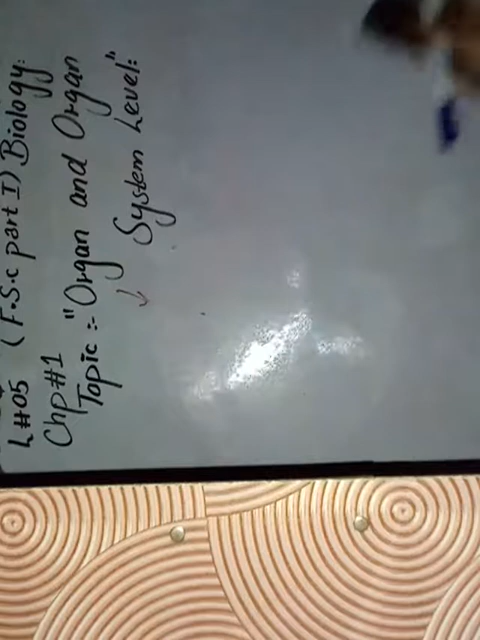 L#05 (F.S.c part I) Biology:
Chp#1
Topic :- "Organ and Organ
System Level:"